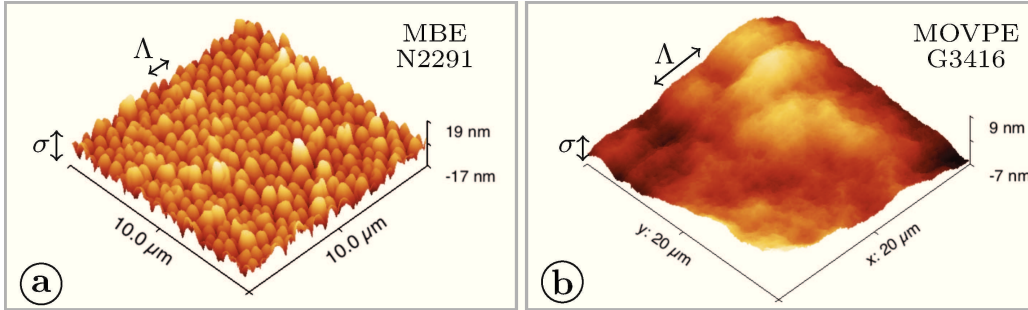 MBE
N2291
Λ
σ
19 nm
-17 nm
10.0 µm
10.0 µm
a
MOVPE
G3416
Λ
σ
9 nm
-7 nm
y: 20 µm
x: 20 µm
b